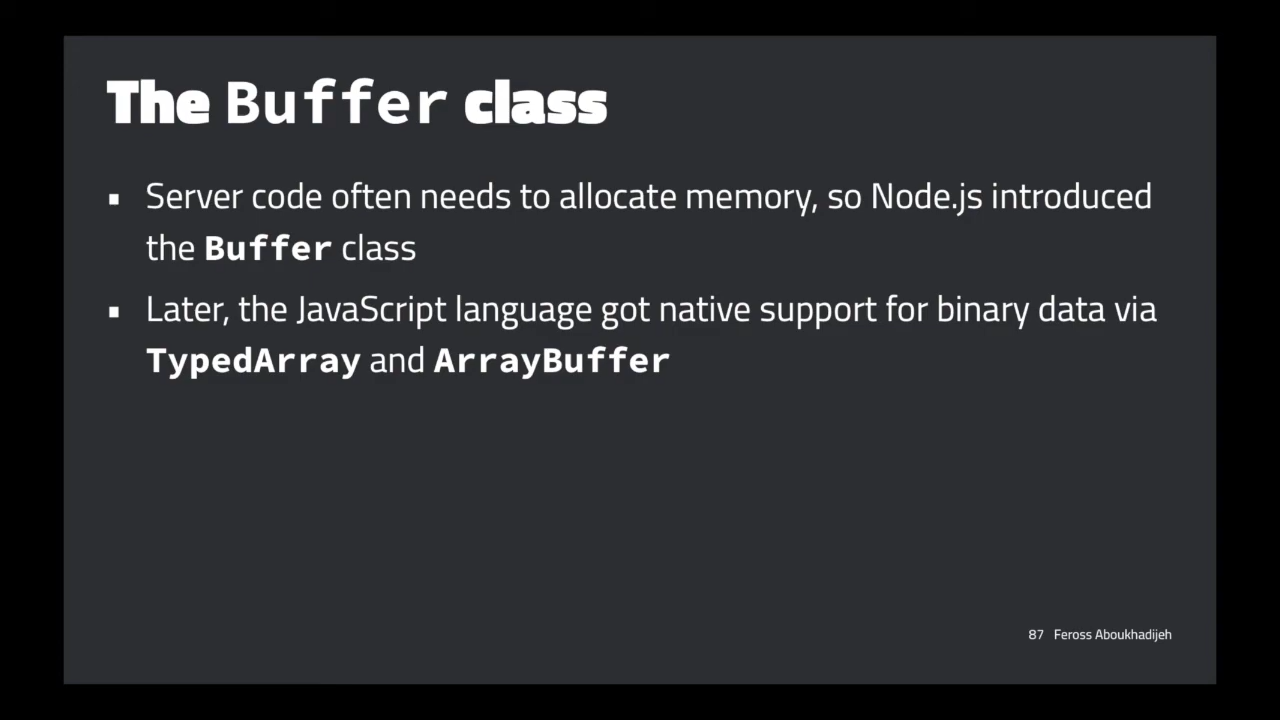 The Buffer class
▪ Server code often needs to allocate memory, so Node.js introduced
the Buffer class
▪ Later, the JavaScript language got native support for binary data via
TypedArray and ArrayBuffer
87 Feross Aboukhadijeh